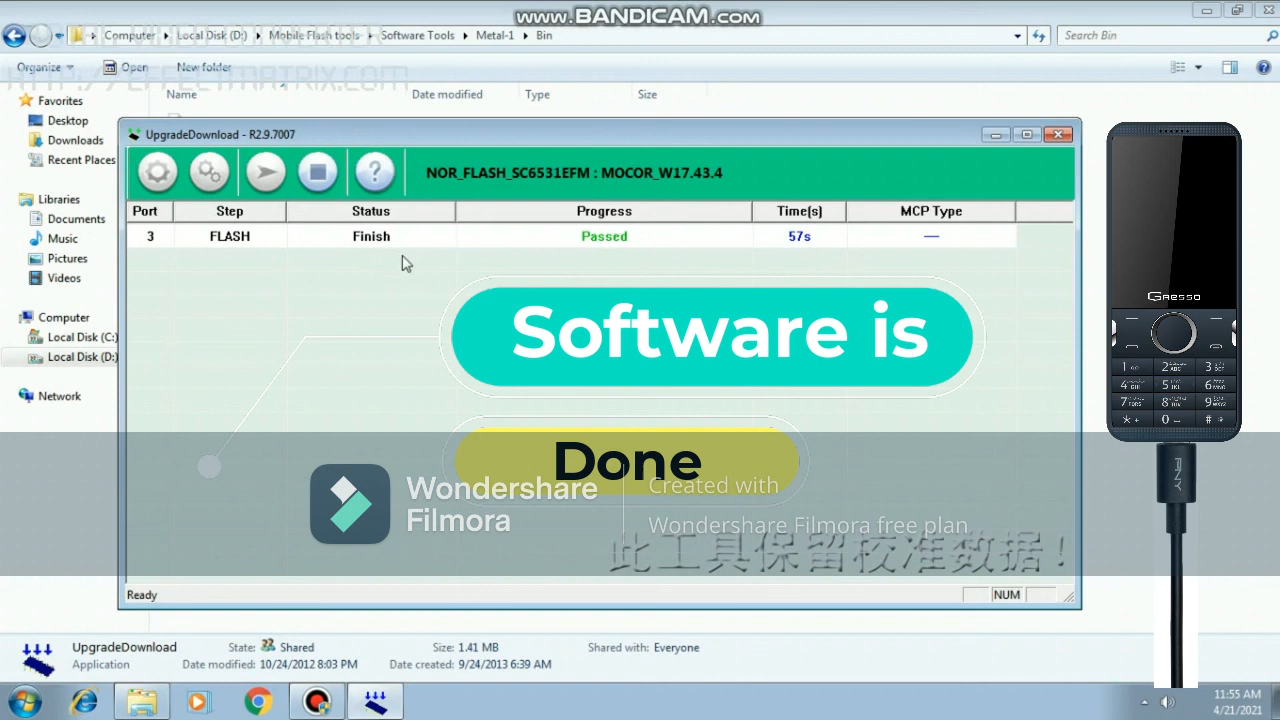 www.BANDICAM.com
Computer Local Disk (D:) Mobile Flash tools Software Tools Metal-1 Bin
Search Bin
Organize Open New folder
HTTP://EFFECTMATRIX.COM
Name Date modified Type Size
Favorites
Desktop
Downloads
Recent Places
Libraries
Documents
Music
Pictures
Videos
Computer
Local Disk (C:)
Local Disk (D:)
Network
UpgradeDownload - R2.9.7007
NOR_FLASH_SC6531EFM : MOCOR_W17.43.4
Port Step Status Progress Time(s) MCP Type
3 FLASH Finish Passed 57s —
Software is
Done
Wondershare
Filmora
Created with
Wondershare Filmora free plan
此工具保留校准数据!
Ready
NUM
GRESSO
PNY
UpgradeDownload State: Shared Size: 1.41 MB Shared with: Everyone
Application Date modified: 10/24/2012 8:03 PM Date created: 9/24/2013 6:39 AM
11:55 AM
4/21/2021